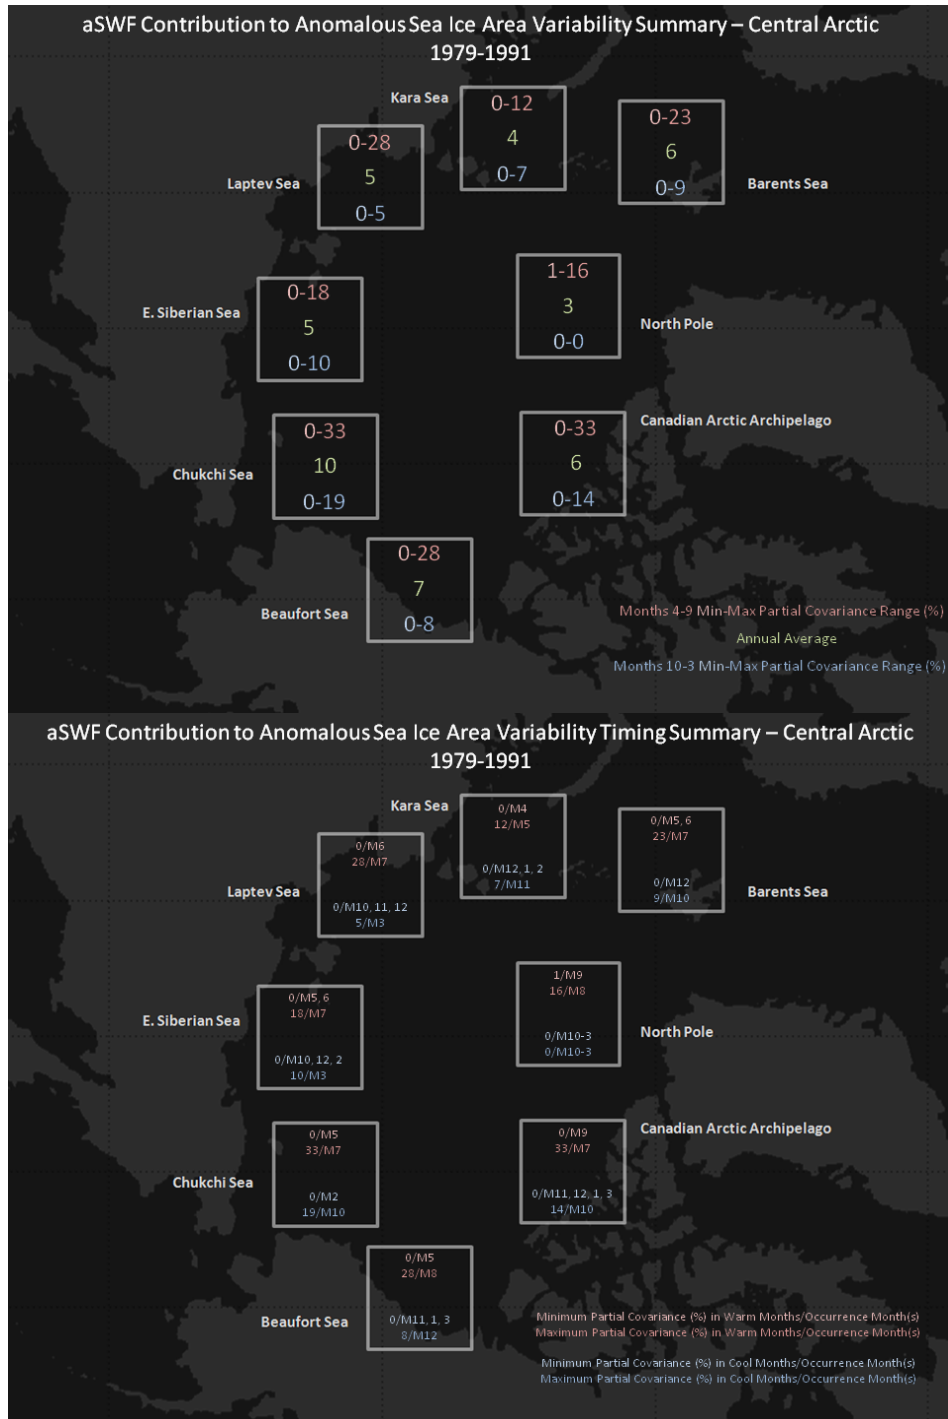 aSWF Contribution to Anomalous Sea Ice Area Variability Summary – Central Arctic
1979-1991
Kara Sea
0-12
4
0-7
0-23
6
0-9
Barents Sea
Laptev Sea
0-28
5
0-5
E. Siberian Sea
0-18
5
0-10
1-16
3
0-0
North Pole
Chukchi Sea
0-33
10
0-19
0-33
6
0-14
Canadian Arctic Archipelago
Beaufort Sea
0-28
7
0-8
Months 4-9 Min-Max Partial Covariance Range (%)
Annual Average
Months 10-3 Min-Max Partial Covariance Range (%)
aSWF Contribution to Anomalous Sea Ice Area Variability Timing Summary – Central Arctic
1979-1991
Kara Sea
0/M4
12/M5
0/M12, 1, 2
7/M11
0/M5, 6
23/M7
0/M12
9/M10
Barents Sea
Laptev Sea
0/M6
28/M7
0/M10, 11, 12
5/M3
E. Siberian Sea
0/M5, 6
18/M7
0/M10, 12, 2
10/M3
1/M9
16/M8
0/M10-3
0/M10-3
North Pole
Chukchi Sea
0/M5
33/M7
0/M2
19/M10
0/M9
33/M7
0/M11, 12, 1, 3
14/M10
Canadian Arctic Archipelago
Beaufort Sea
0/M5
28/M8
0/M11, 1, 3
8/M12
Minimum Partial Covariance (%) in Warm Months/Occurrence Month(s)
Maximum Partial Covariance (%) in Warm Months/Occurrence Month(s)
Minimum Partial Covariance (%) in Cool Months/Occurrence Month(s)
Maximum Partial Covariance (%) in Cool Months/Occurrence Month(s)